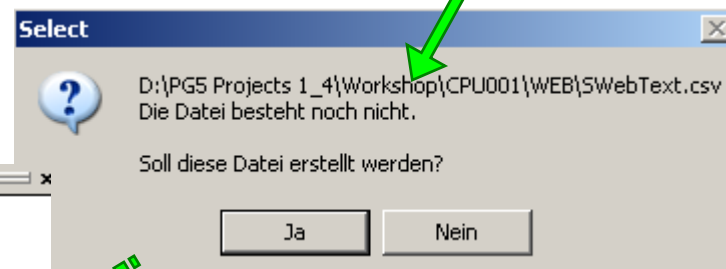 Select
D:\PG5 Projects 1_4\Workshop\CPU001\WEB\SWebText.csv
Die Datei besteht noch nicht.
Soll diese Datei erstellt werden?
Ja
Nein